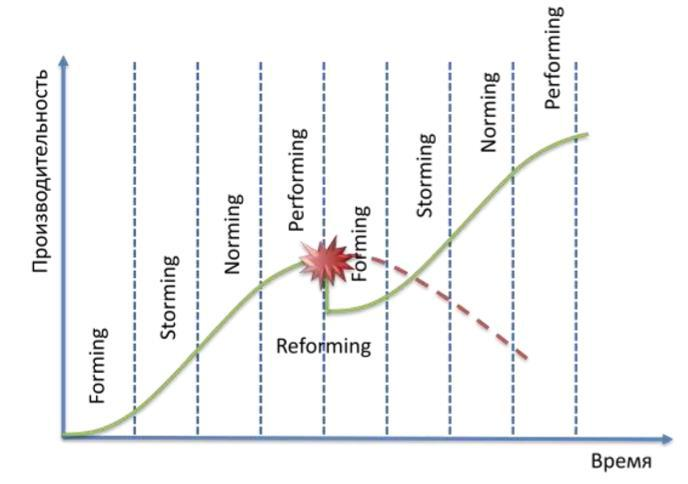 Производительность
Forming
Storming
Norming
Performing
Forming
Storming
Norming
Performing
Reforming
Время